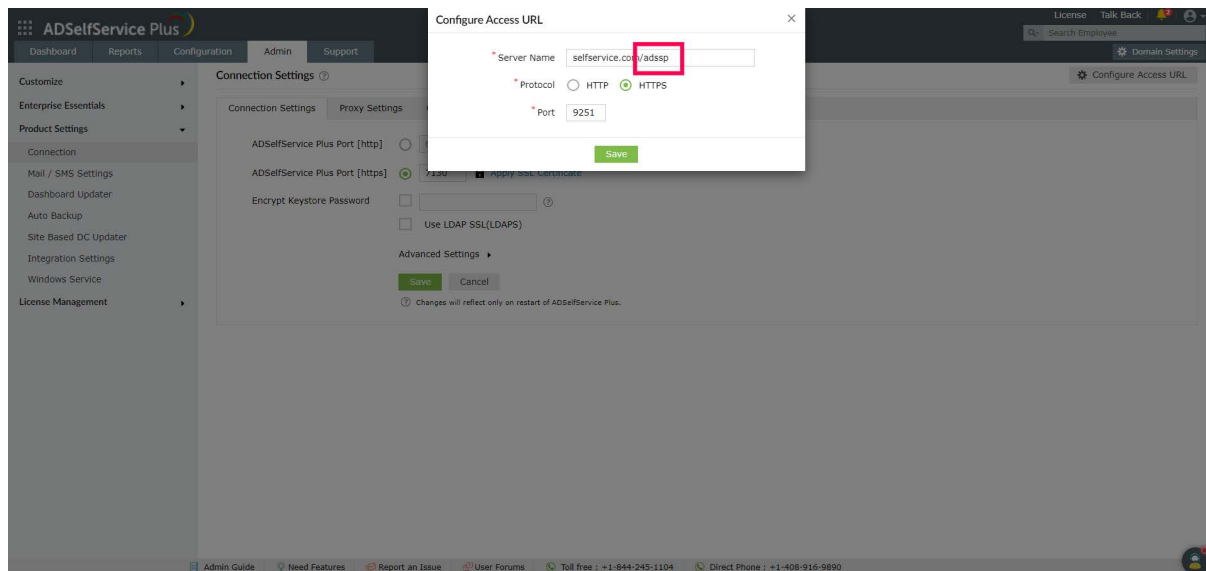 ADSelfService Plus
License Talk Back 2
Search Employee
Dashboard Reports Configuration Admin Support
Domain Settings
Configure Access URL
* Server Name selfservice.com/adssp
* Protocol HTTP HTTPS
* Port 9251
Save
Customize
Enterprise Essentials
Product Settings
Connection
Mail / SMS Settings
Dashboard Updater
Auto Backup
Site Based DC Updater
Integration Settings
Windows Service
License Management
Connection Settings
Configure Access URL
Connection Settings Proxy Settings
ADSelfService Plus Port [http]
ADSelfService Plus Port [https] 7130 Apply SSL Certificate
Encrypt Keystore Password
Use LDAP SSL(LDAPS)
Advanced Settings
Save Cancel
Changes will reflect only on restart of ADSelfService Plus.
Admin Guide Need Features Report an Issue User Forums Toll free : +1-844-245-1104 Direct Phone : +1-408-916-9890